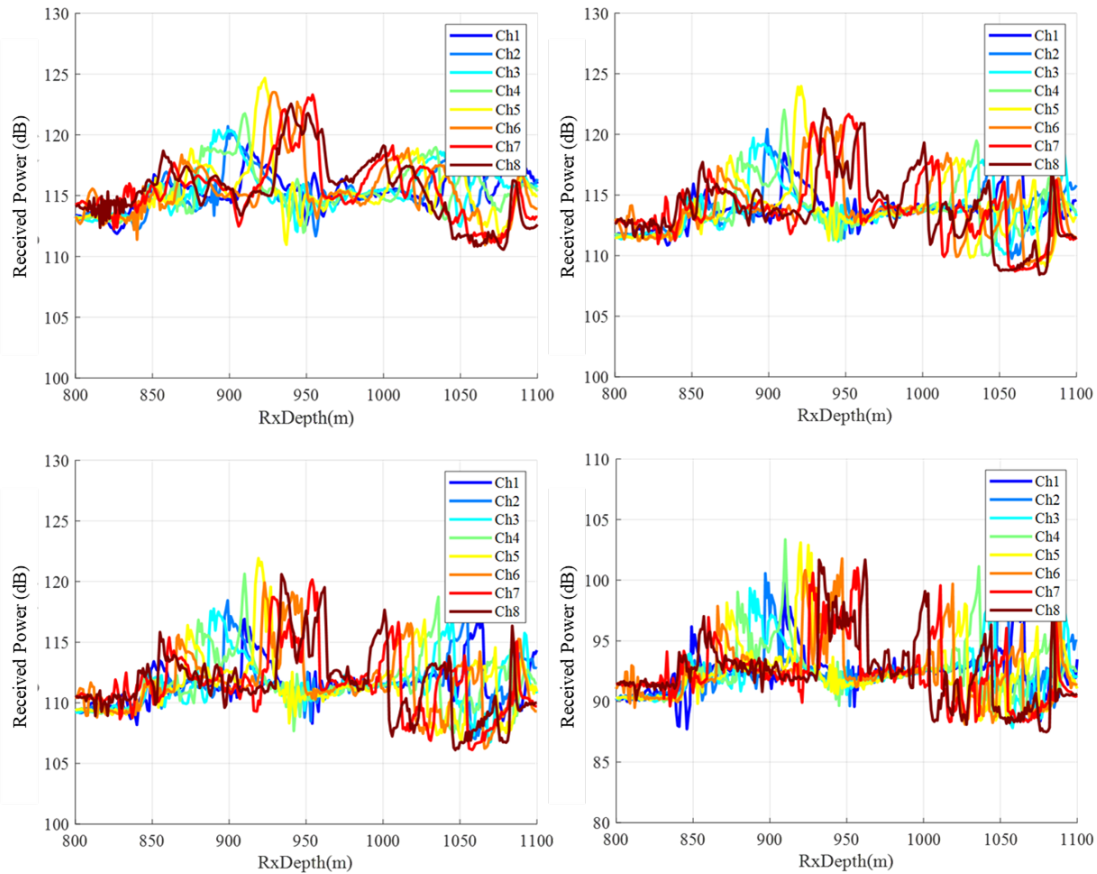 130
125
120
115
110
105
100
800 850 900 950 1000 1050 1100
Received Power (dB)
RxDepth(m)
Ch1
Ch2
Ch3
Ch4
Ch5
Ch6
Ch7
Ch8
130
125
120
115
110
105
100
800 850 900 950 1000 1050 1100
Received Power (dB)
RxDepth(m)
Ch1
Ch2
Ch3
Ch4
Ch5
Ch6
Ch7
Ch8
130
125
120
115
110
105
100
800 850 900 950 1000 1050 1100
Received Power (dB)
RxDepth(m)
Ch1
Ch2
Ch3
Ch4
Ch5
Ch6
Ch7
Ch8
110
105
100
95
90
85
80
800 850 900 950 1000 1050 1100
Received Power (dB)
RxDepth(m)
Ch1
Ch2
Ch3
Ch4
Ch5
Ch6
Ch7
Ch8